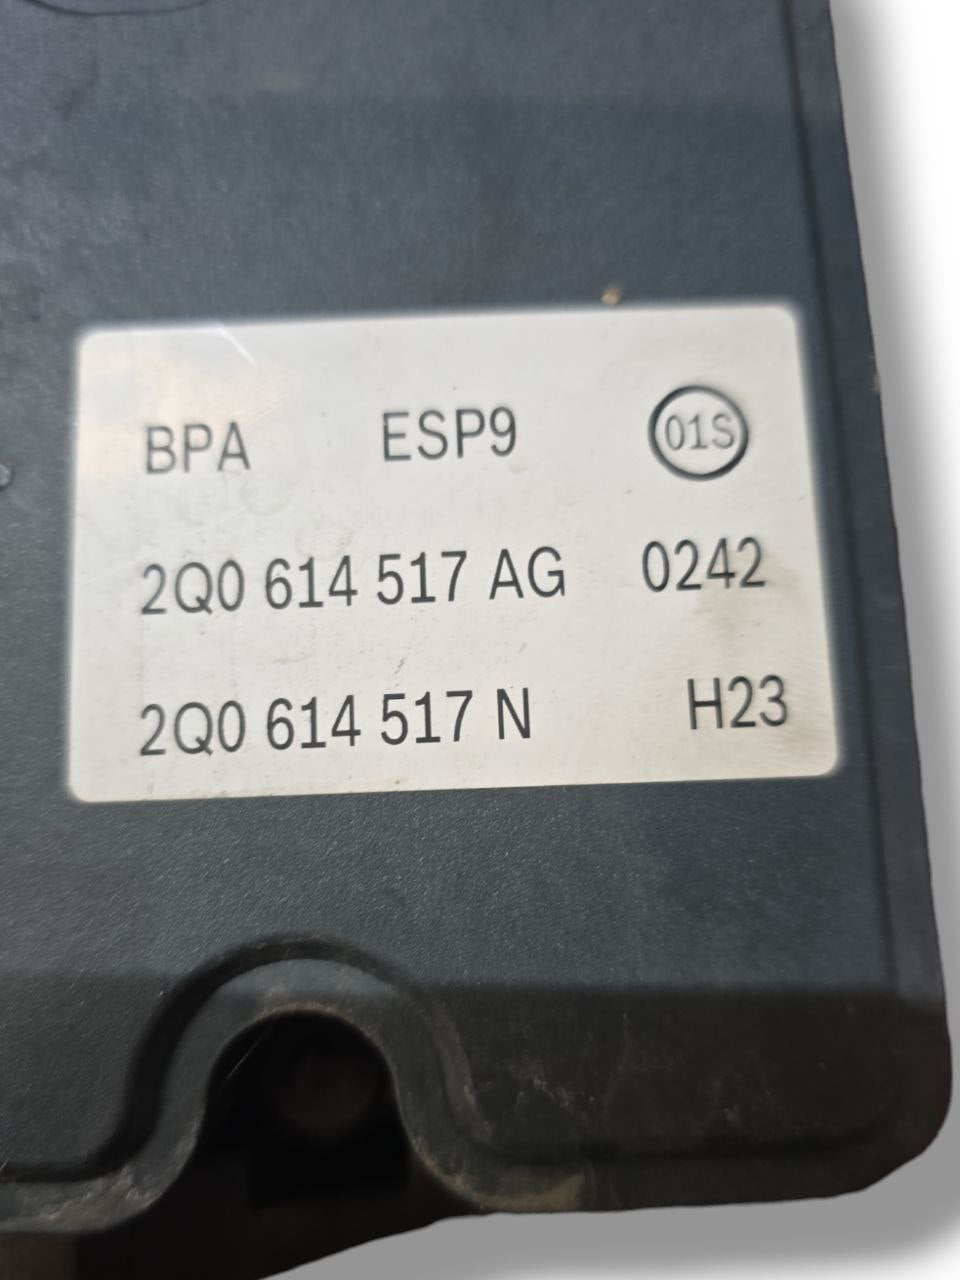 BPA ESP9 01S
2Q0 614 517 AG 0242
2Q0 614 517 N H23